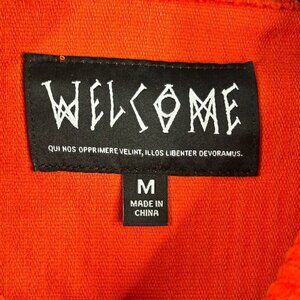 WELCOME
QUI NOS OPPRIMERE VELINT, ILLOS LIBENTER DEVORAMUS.
M
MADE IN
CHINA